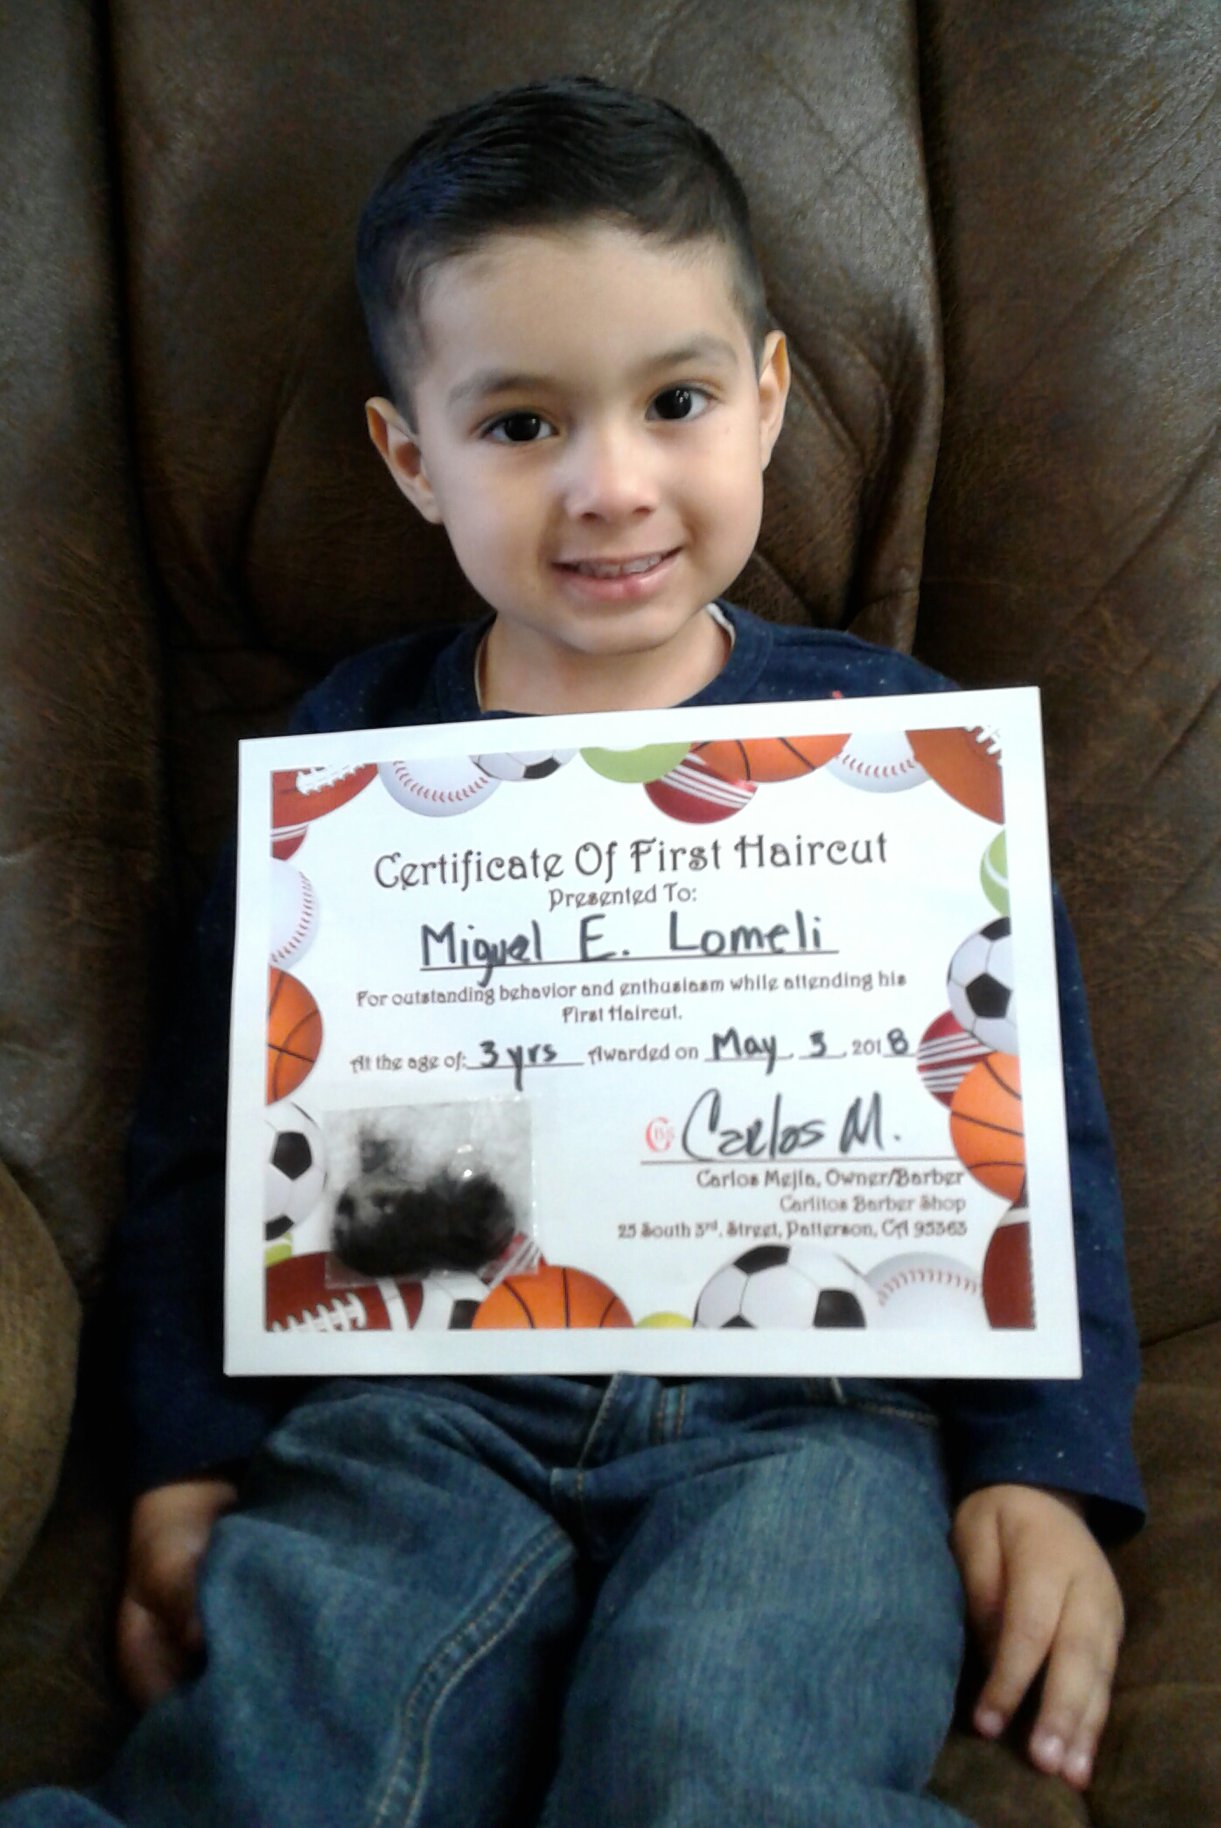 Certificate Of First Haircut
Presented To:
Miguel E. Lomeli
For outstanding behavior and enthusiasm while attending his
First Haircut.
At the age of: 3 yrs Awarded on May 3, 2018
Carlos M.
Carlos Mejia, Owner/Barber
Carlitos Barber Shop
25 South 3rd. Street, Patterson, CA 95363